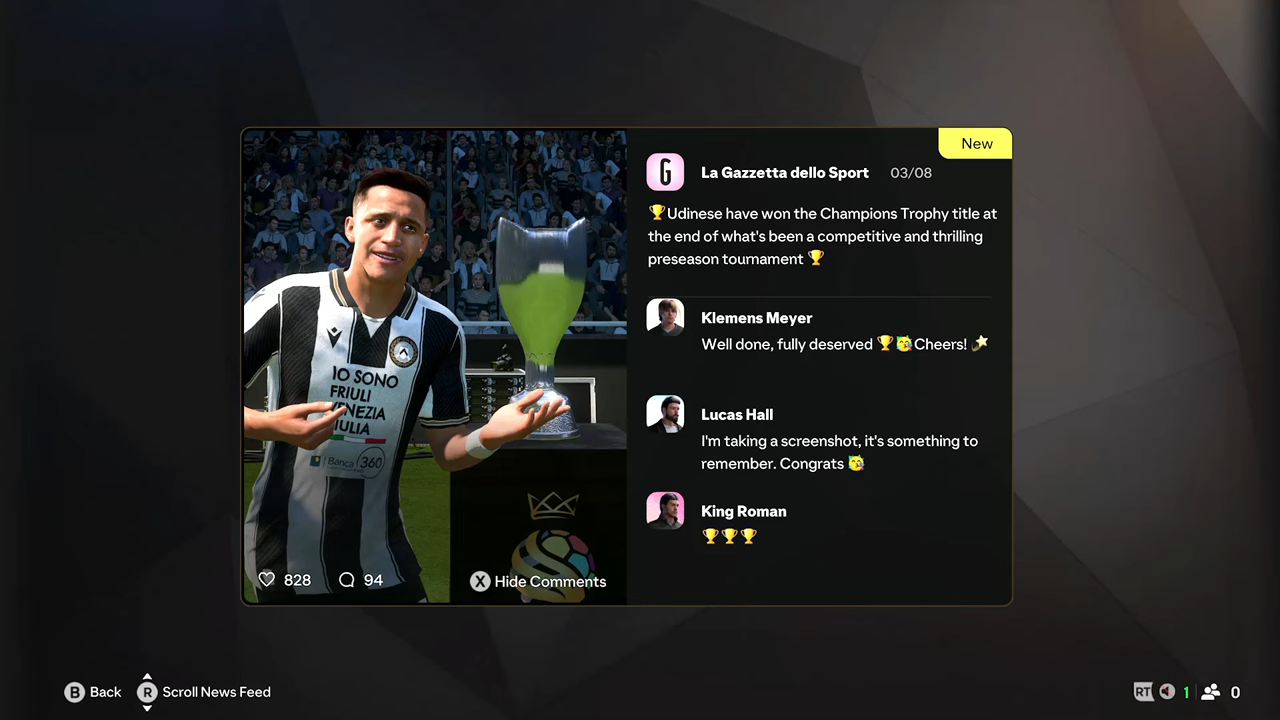 New
G
La Gazzetta dello Sport 03/08
🏆Udinese have won the Champions Trophy title at
the end of what's been a competitive and thrilling
preseason tournament 🏆
Klemens Meyer
Well done, fully deserved 🏆🥳Cheers! 🌠
Lucas Hall
I'm taking a screenshot, it's something to
remember. Congrats 🥳
King Roman
🏆🏆🏆
IO SONO
FRIULI
VENEZIA
GIULIA
Banca 360
828 94
X Hide Comments
B Back R Scroll News Feed
RT 1 0